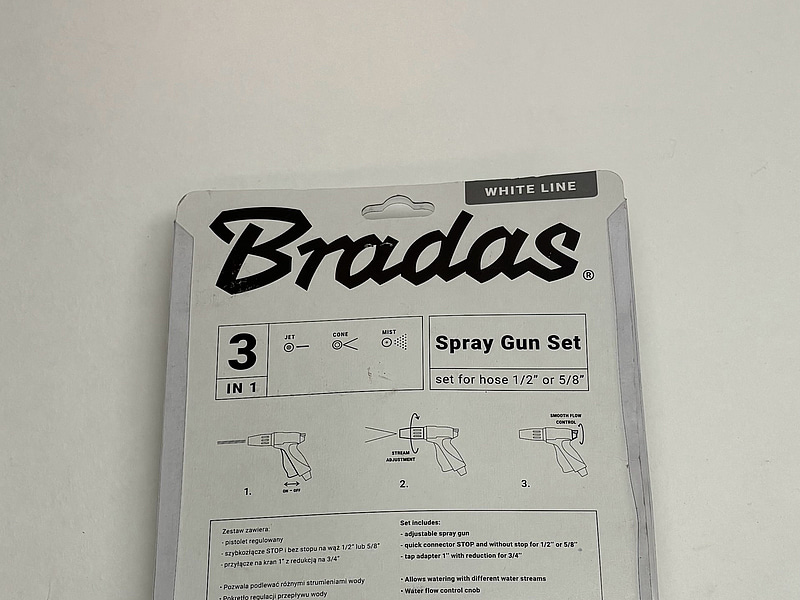 WHITE LINE
Bradas®
3
IN 1
JET
CONE
MIST
Spray Gun Set
set for hose 1/2" or 5/8"
1.
ON - OFF
STREAM
ADJUSTMENT
2.
SMOOTH FLOW
CONTROL
3.
Zestaw zawiera:
- pistolet regulowany
- szybkozłącze STOP i bez stopu na wąż 1/2" lub 5/8"
- przyłącze na kran 1" z redukcją na 3/4"
- Pozwala podlewać różnymi strumieniami wody
- Pokrętło regulacji przepływu wody
Set includes:
- adjustable spray gun
- quick connector STOP and without stop for 1/2" or 5/8"
- tap adapter 1" with reduction for 3/4"
- Allows watering with different water streams
- Water flow control cnob